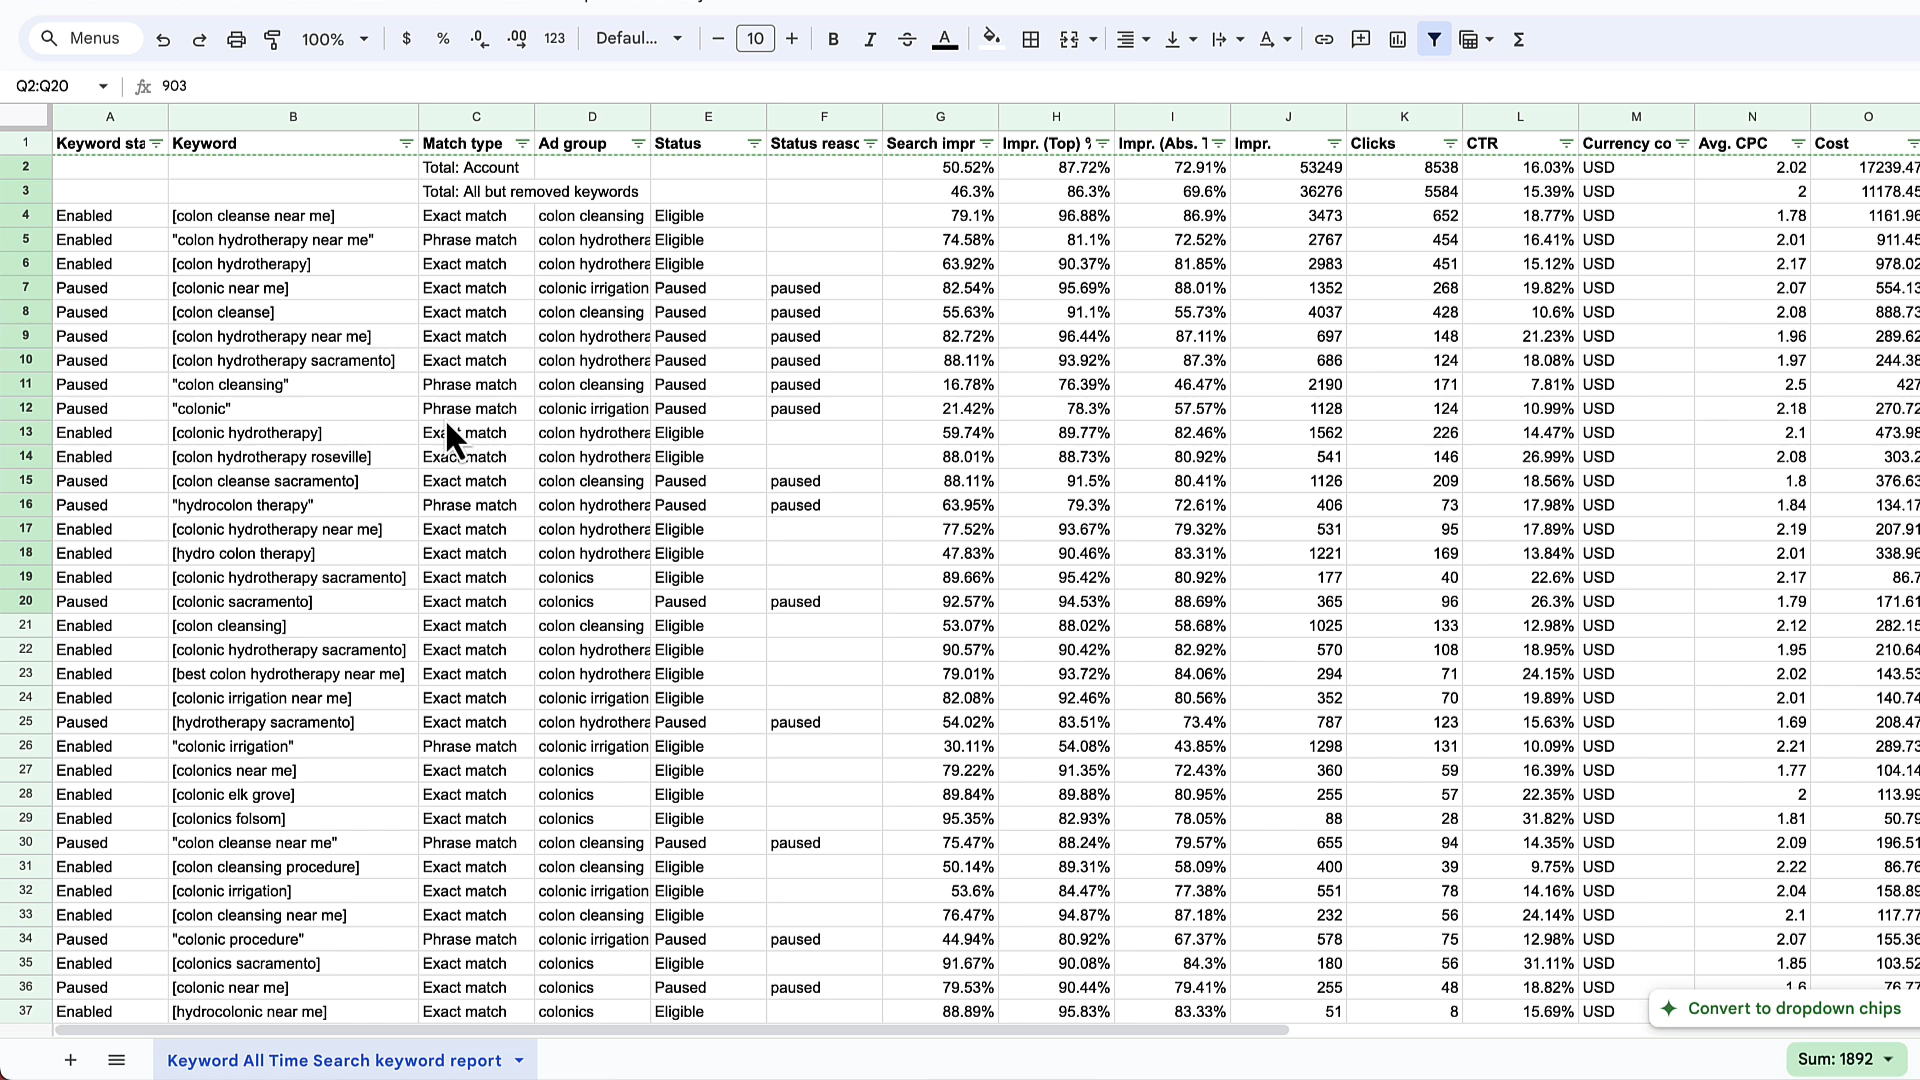 Menus 100% $ % .0 .00 123 Defaul... 10 B I A
Q2:Q20 fx 903
A B C D E F G H I J K L M N O
1 Keyword sta Keyword Match type Ad group Status Status reasc Search impr Impr. (Top) % Impr. (Abs. T Impr. Clicks CTR Currency co Avg. CPC Cost
2 Total: Account 50.52% 87.72% 72.91% 53249 8538 16.03% USD 2.02 17239.47
3 Total: All but removed keywords 46.3% 86.3% 69.6% 36276 5584 15.39% USD 2 11178.45
4 Enabled [colon cleanse near me] Exact match colon cleansing Eligible 79.1% 96.88% 86.9% 3473 652 18.77% USD 1.78 1161.96
5 Enabled "colon hydrotherapy near me" Phrase match colon hydrothera Eligible 74.58% 81.1% 72.52% 2767 454 16.41% USD 2.01 911.45
6 Enabled [colon hydrotherapy] Exact match colon hydrothera Eligible 63.92% 90.37% 81.85% 2983 451 15.12% USD 2.17 978.02
7 Paused [colonic near me] Exact match colonic irrigation Paused paused 82.54% 95.69% 88.01% 1352 268 19.82% USD 2.07 554.13
8 Paused [colon cleanse] Exact match colon cleansing Paused paused 55.63% 91.1% 55.73% 4037 428 10.6% USD 2.08 888.73
9 Paused [colon hydrotherapy near me] Exact match colon hydrothera Paused paused 82.72% 96.44% 87.11% 697 148 21.23% USD 1.96 289.62
10 Paused [colon hydrotherapy sacramento] Exact match colon hydrothera Paused paused 88.11% 93.92% 87.3% 686 124 18.08% USD 1.97 244.38
11 Paused "colon cleansing" Phrase match colon cleansing Paused paused 16.78% 76.39% 46.47% 2190 171 7.81% USD 2.5 427
12 Paused "colonic" Phrase match colonic irrigation Paused paused 21.42% 78.3% 57.57% 1128 124 10.99% USD 2.18 270.72
13 Enabled [colonic hydrotherapy] Exact match colon hydrothera Eligible 59.74% 89.77% 82.46% 1562 226 14.47% USD 2.1 473.98
14 Enabled [colon hydrotherapy roseville] Exact match colon hydrothera Eligible 88.01% 88.73% 80.92% 541 146 26.99% USD 2.08 303.2
15 Paused [colon cleanse sacramento] Exact match colon cleansing Paused paused 88.11% 91.5% 80.41% 1126 209 18.56% USD 1.8 376.63
16 Paused "hydrocolon therapy" Phrase match colon hydrothera Paused paused 63.95% 79.3% 72.61% 406 73 17.98% USD 1.84 134.17
17 Enabled [colonic hydrotherapy near me] Exact match colon hydrothera Eligible 77.52% 93.67% 79.32% 531 95 17.89% USD 2.19 207.91
18 Enabled [hydro colon therapy] Exact match colon hydrothera Eligible 47.83% 90.46% 83.31% 1221 169 13.84% USD 2.01 338.96
19 Enabled [colonic hydrotherapy sacramento] Exact match colonics Eligible 89.66% 95.42% 80.92% 177 40 22.6% USD 2.17 86.7
20 Paused [colonic sacramento] Exact match colonics Paused paused 92.57% 94.53% 88.69% 365 96 26.3% USD 1.79 171.61
21 Enabled [colon cleansing] Exact match colon cleansing Eligible 53.07% 88.02% 58.68% 1025 133 12.98% USD 2.12 282.15
22 Enabled [colonic hydrotherapy sacramento] Exact match colon hydrothera Eligible 90.57% 90.42% 82.92% 570 108 18.95% USD 1.95 210.64
23 Enabled [best colon hydrotherapy near me] Exact match colon hydrothera Eligible 79.01% 93.72% 84.06% 294 71 24.15% USD 2.02 143.53
24 Enabled [colonic irrigation near me] Exact match colonic irrigation Eligible 82.08% 92.46% 80.56% 352 70 19.89% USD 2.01 140.74
25 Paused [hydrotherapy sacramento] Exact match colon hydrothera Paused paused 54.02% 83.51% 73.4% 787 123 15.63% USD 1.69 208.47
26 Enabled "colonic irrigation" Phrase match colonic irrigation Eligible 30.11% 54.08% 43.85% 1298 131 10.09% USD 2.21 289.73
27 Enabled [colonics near me] Exact match colonics Eligible 79.22% 91.35% 72.43% 360 59 16.39% USD 1.77 104.14
28 Enabled [colonic elk grove] Exact match colonics Eligible 89.84% 89.88% 80.95% 255 57 22.35% USD 2 113.99
29 Enabled [colonics folsom] Exact match colonics Eligible 95.35% 82.93% 78.05% 88 28 31.82% USD 1.81 50.79
30 Paused "colon cleanse near me" Phrase match colon cleansing Paused paused 75.47% 88.24% 79.57% 655 94 14.35% USD 2.09 196.51
31 Enabled [colon cleansing procedure] Exact match colon cleansing Eligible 50.14% 89.31% 58.09% 400 39 9.75% USD 2.22 86.76
32 Enabled [colonic irrigation] Exact match colonic irrigation Eligible 53.6% 84.47% 77.38% 551 78 14.16% USD 2.04 158.89
33 Enabled [colon cleansing near me] Exact match colon cleansing Eligible 76.47% 94.87% 87.18% 232 56 24.14% USD 2.1 117.77
34 Paused "colonic procedure" Phrase match colonic irrigation Paused paused 44.94% 80.92% 67.37% 578 75 12.98% USD 2.07 155.36
35 Enabled [colonics sacramento] Exact match colonics Eligible 91.67% 90.08% 84.3% 180 56 31.11% USD 1.85 103.52
36 Paused [colonic near me] Exact match colonics Paused paused 79.53% 90.44% 79.41% 255 48 18.82% USD 1.6 76.77
37 Enabled [hydrocolonic near me] Exact match colonics Eligible 88.89% 95.83% 83.33% 51 8 15.69% USD
Convert to dropdown chips
Keyword All Time Search keyword report
Sum: 1892